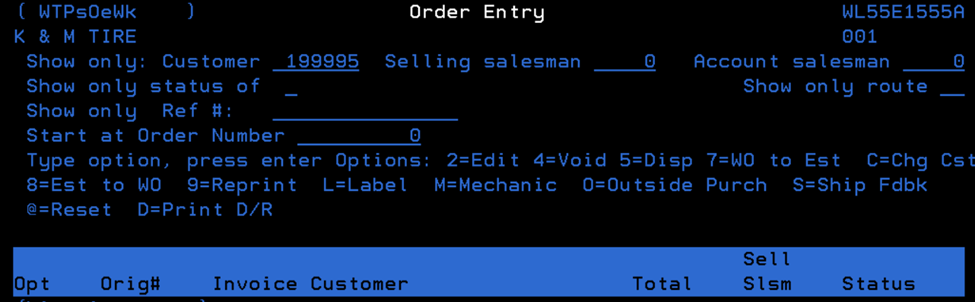 ( WTPsOeWk    )    Order Entry    WL55E1555A
K & M TIRE    001
Show only: Customer  199995  Selling salesman      0   Account salesman      0
Show only status of  _    Show only route __
Show only  Ref #:   _______________
Start at Order Number          0
Type option, press enter Options: 2=Edit 4=Void 5=Disp 7=WO to Est  C=Chg Cst
8=Est to WO  9=Reprint  L=Label  M=Mechanic  O=Outside Purch  S=Ship Fdbk
@=Reset  D=Print D/R
Sell
Opt    Orig#    Invoice Customer    Total    Slsm    Status